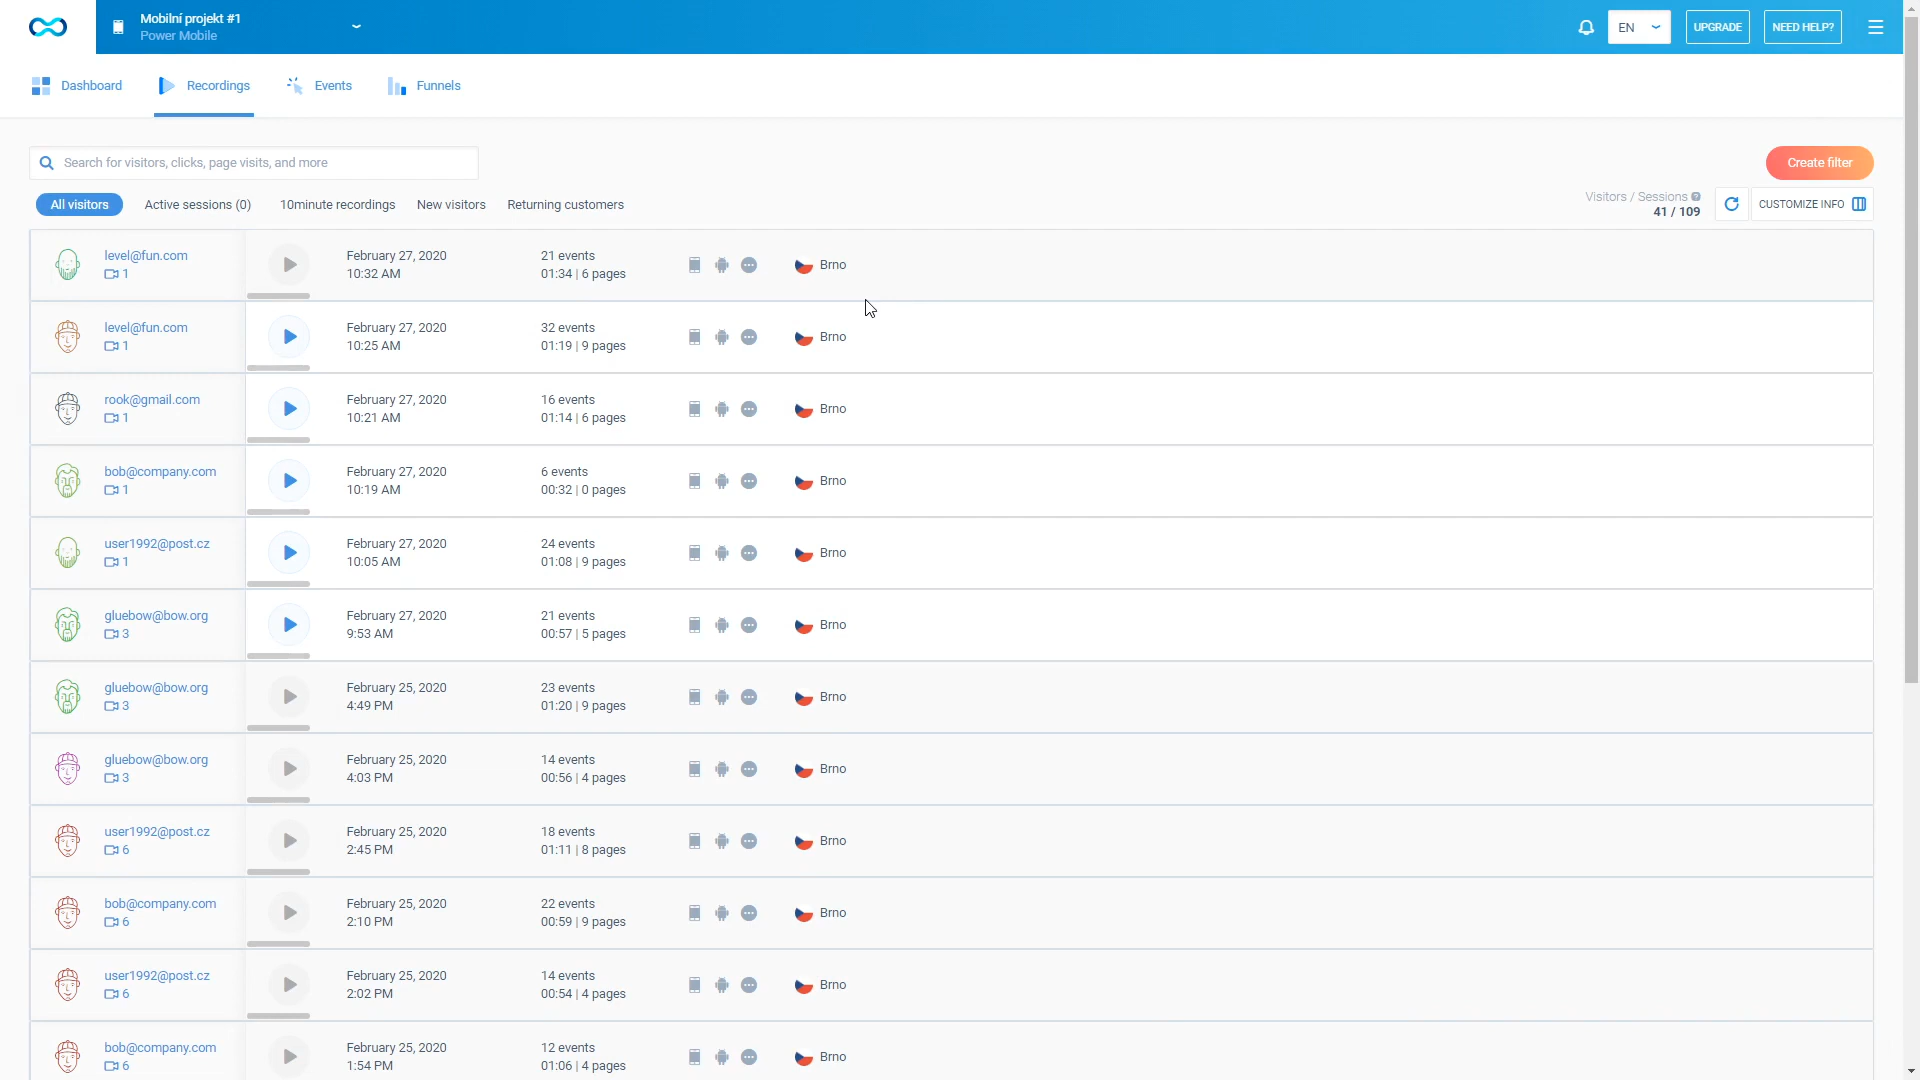 Mobilní projekt #1
Power Mobile
EN
UPGRADE
NEED HELP?
Dashboard
Recordings
Events
Funnels
Search for visitors, clicks, page visits, and more
Create filter
All visitors
Active sessions (0)
10minute recordings
New visitors
Returning customers
Visitors / Sessions ?
41 / 109
CUSTOMIZE INFO
level@fun.com
1
February 27, 2020
10:32 AM
21 events
01:34 | 6 pages
Brno
level@fun.com
1
February 27, 2020
10:25 AM
32 events
01:19 | 9 pages
Brno
rook@gmail.com
1
February 27, 2020
10:21 AM
16 events
01:14 | 6 pages
Brno
bob@company.com
1
February 27, 2020
10:19 AM
6 events
00:32 | 0 pages
Brno
user1992@post.cz
1
February 27, 2020
10:05 AM
24 events
01:08 | 9 pages
Brno
gluebow@bow.org
3
February 27, 2020
9:53 AM
21 events
00:57 | 5 pages
Brno
gluebow@bow.org
3
February 25, 2020
4:49 PM
23 events
01:20 | 9 pages
Brno
gluebow@bow.org
3
February 25, 2020
4:03 PM
14 events
00:56 | 4 pages
Brno
user1992@post.cz
6
February 25, 2020
2:45 PM
18 events
01:11 | 8 pages
Brno
bob@company.com
6
February 25, 2020
2:10 PM
22 events
00:59 | 9 pages
Brno
user1992@post.cz
6
February 25, 2020
2:02 PM
14 events
00:54 | 4 pages
Brno
bob@company.com
6
February 25, 2020
1:54 PM
12 events
01:06 | 4 pages
Brno